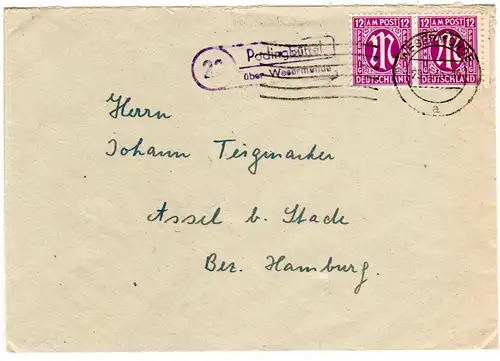 12 AM POST 12 12 AM POST 12
M M
DEUTSCHLAND DEUTSCHLAND
Padingbüttel
über Wesermünde
Herrn
Johann Teigmacker
Assel b. Stade
Bez. Hamburg.
a